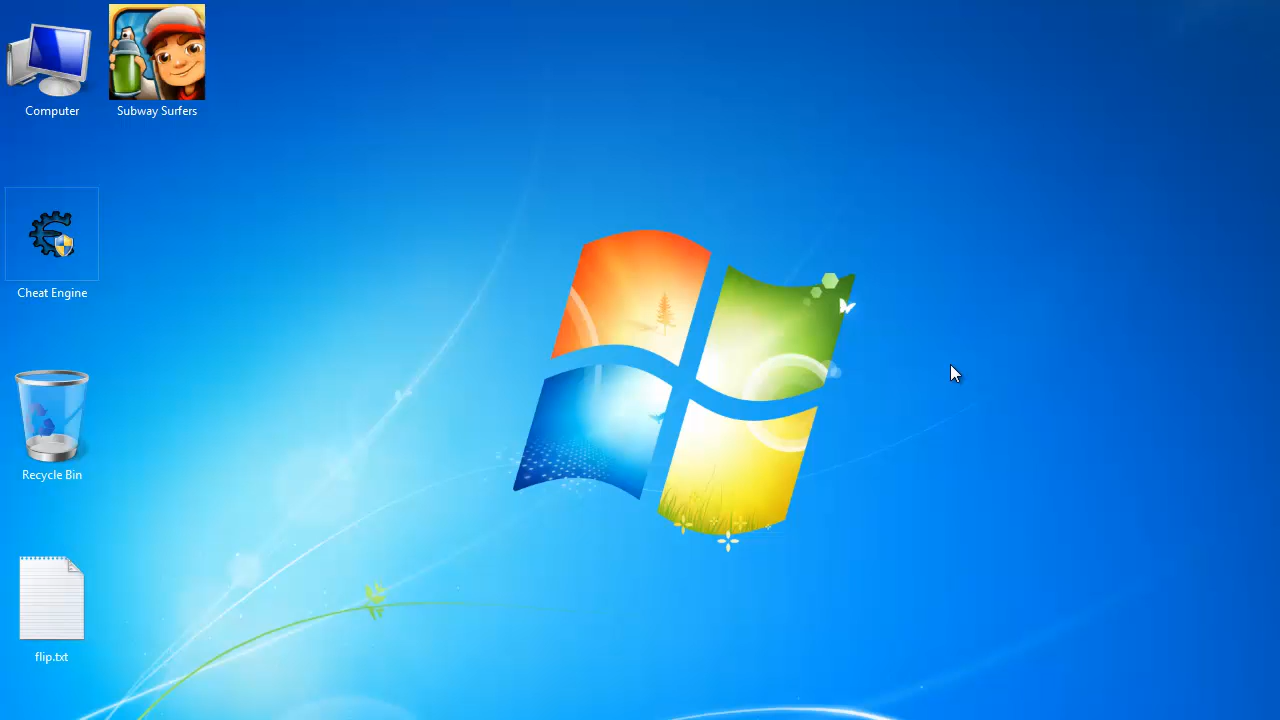 Computer
Subway Surfers
Cheat Engine
Recycle Bin
flip.txt